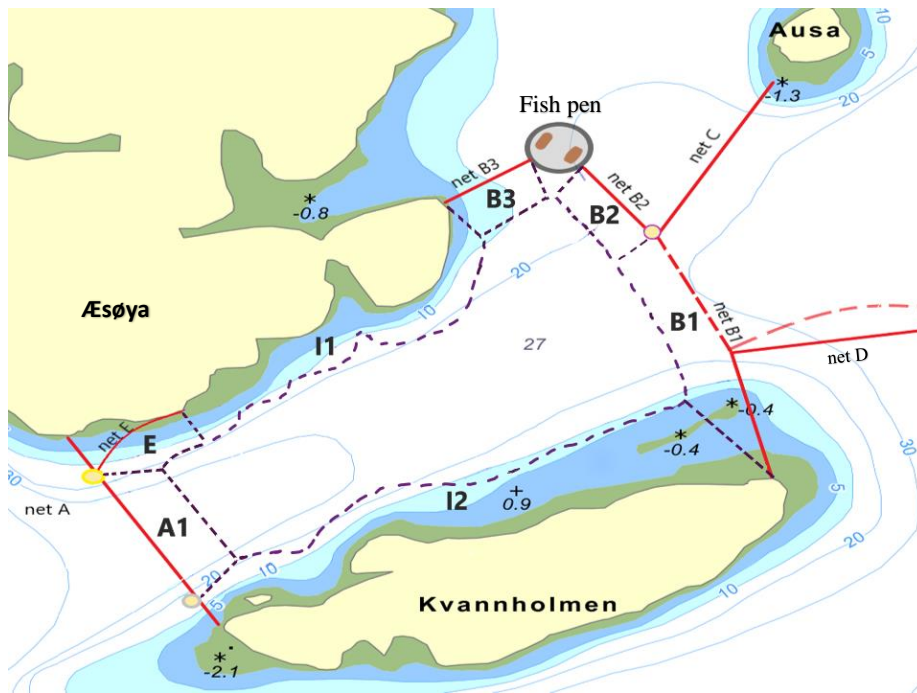 Ausa
10
5
20
*
-1.3
Fish pen
net C
net B3
B3
net B2
B2
*
-0.8
20
10
Æsøya
I1
27
B1
net B1
net D
*
-0.4
*
-0.4
net E
E
30
net A
A1
I2
+
0.9
30
5
20
10
20
10
5
Kvannholmen
*
-2.1